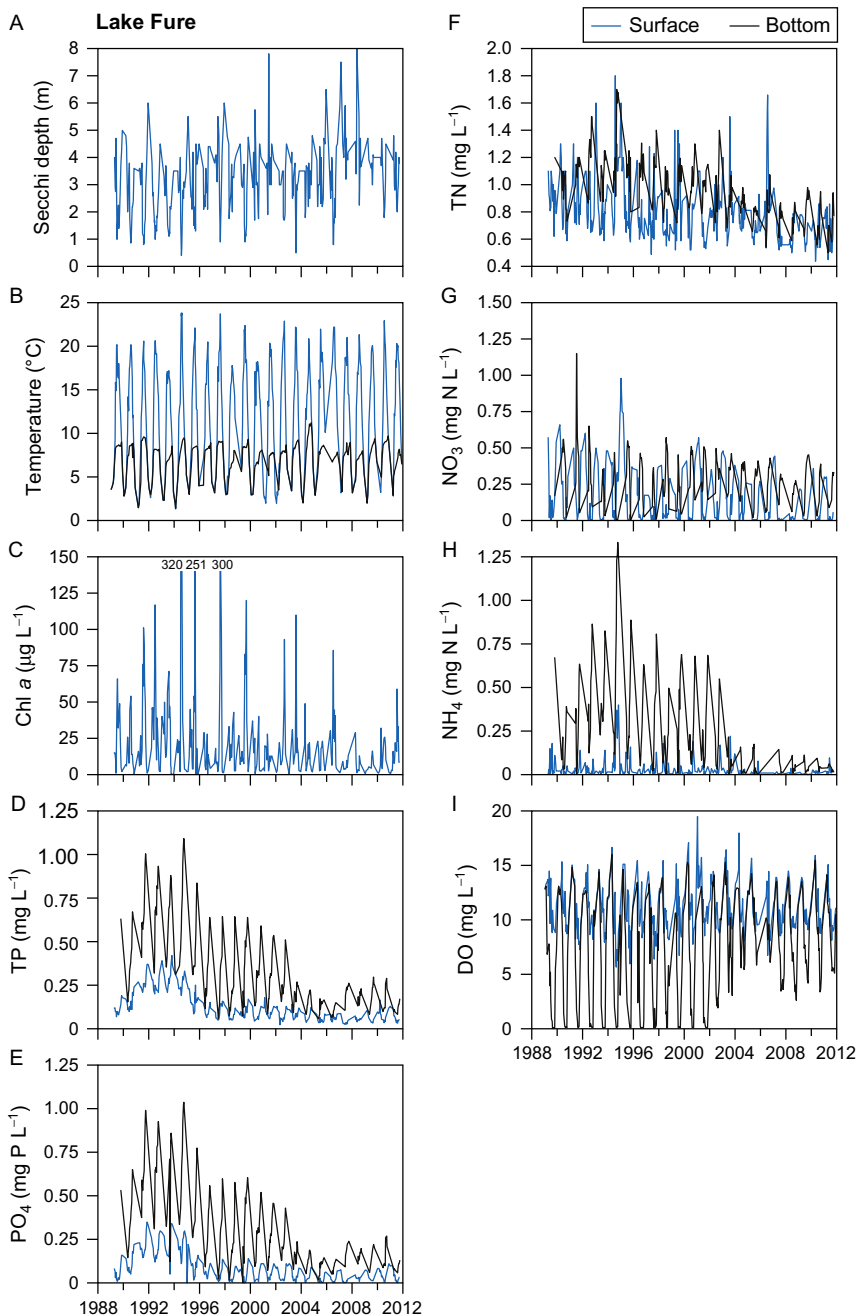 Lake Fure
Surface
Bottom
A
Secchi depth (m)
8
7
6
5
4
3
2
1
0
1988 1992 1996 2000 2004 2008 2012
B
Temperature (°C)
25
20
15
10
5
0
C
Chl a (µg L⁻¹)
320 251 300
150
125
100
75
50
25
0
D
TP (mg L⁻¹)
1.25
1.00
0.75
0.50
0.25
0
E
PO₄ (mg P L⁻¹)
1.25
1.00
0.75
0.50
0.25
0
1988 1992 1996 2000 2004 2008 2012
F
TN (mg L⁻¹)
2.0
1.8
1.6
1.4
1.2
1.0
0.8
0.6
0.4
G
NO₃ (mg N L⁻¹)
1.50
1.25
1.00
0.75
0.50
0.25
0
H
NH₄ (mg N L⁻¹)
1.25
1.00
0.75
0.50
0.25
0
I
DO (mg L⁻¹)
20
15
10
5
0
1988 1992 1996 2000 2004 2008 2012